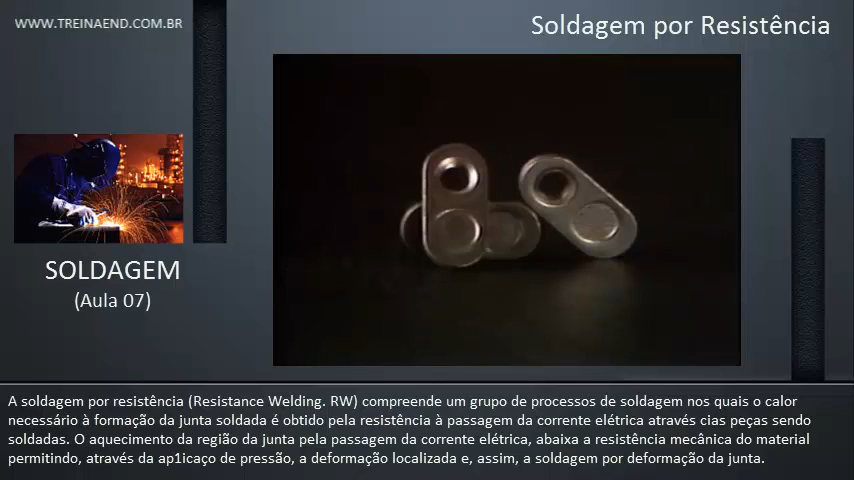 WWW.TREINAEND.COM.BR
Soldagem por Resistência
SOLDAGEM
(Aula 07)
A soldagem por resistência (Resistance Welding. RW) compreende um grupo de processos de soldagem nos quais o calor
necessário à formação da junta soldada é obtido pela resistência à passagem da corrente elétrica através cias peças sendo
soldadas. O aquecimento da região da junta pela passagem da corrente elétrica, abaixa a resistência mecânica do material
permitindo, através da ap1icaço de pressão, a deformação localizada e, assim, a soldagem por deformação da junta.